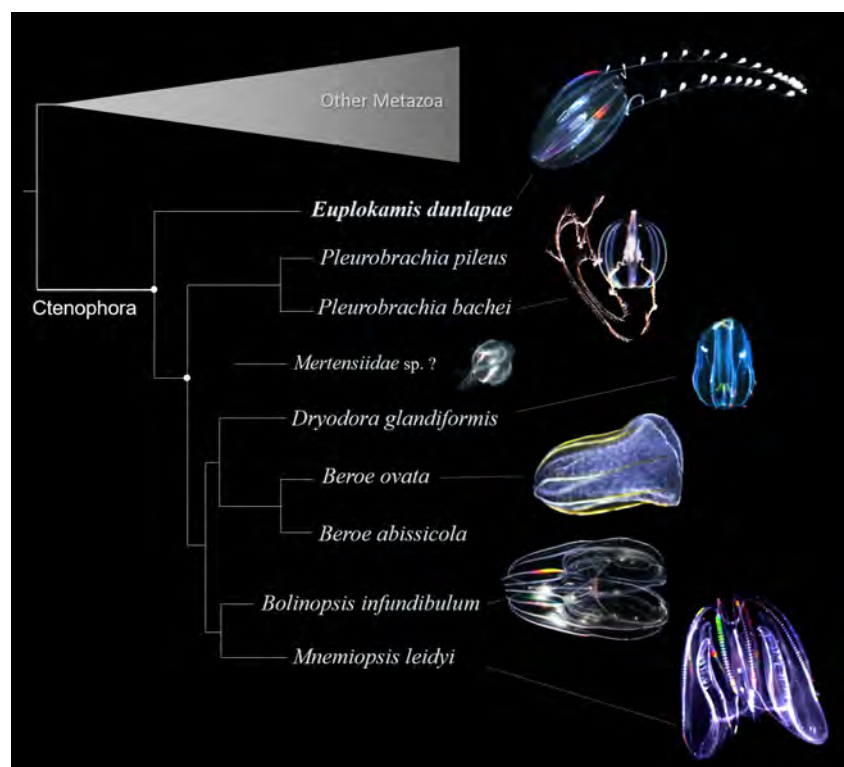 Other Metazoa
Euplokamis dunlapae
Pleurobrachia pileus
Ctenophora
Pleurobrachia bachei
Mertensiidae sp. ?
Dryodora glandiformis
Beroe ovata
Beroe abissicola
Bolinopsis infundibulum
Mnemiopsis leidyi